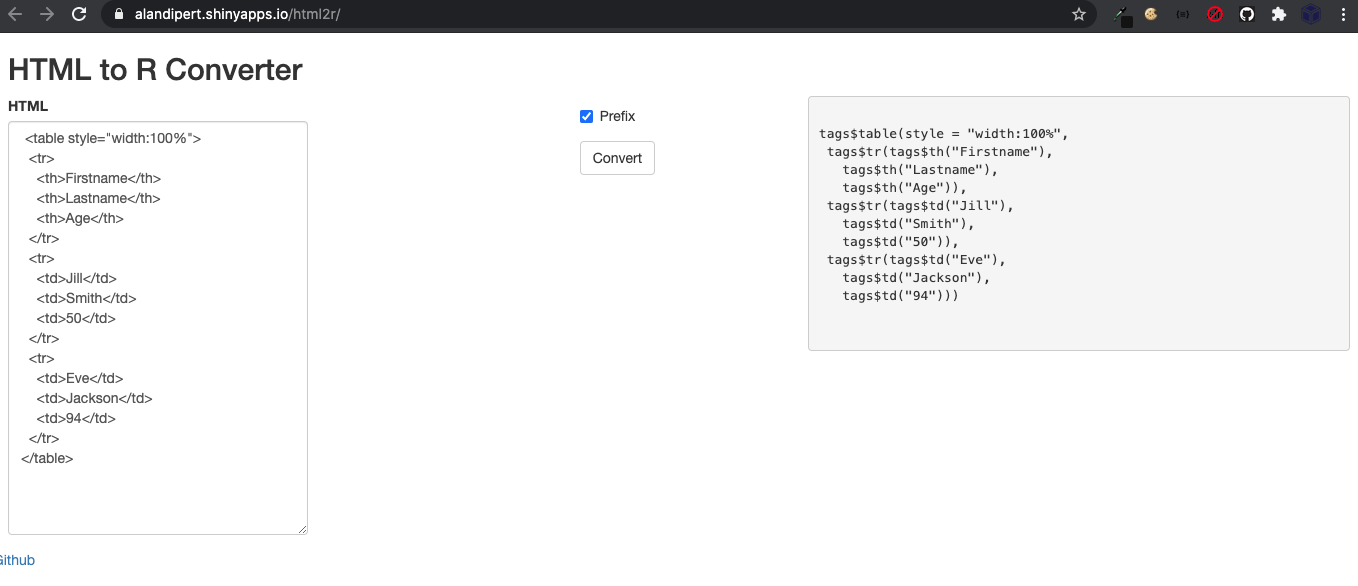 alandipert.shinyapps.io/html2r/
HTML to R Converter
HTML
<table style="width:100%">
<tr>
<th>Firstname</th>
<th>Lastname</th>
<th>Age</th>
</tr>
<tr>
<td>Jill</td>
<td>Smith</td>
<td>50</td>
</tr>
<tr>
<td>Eve</td>
<td>Jackson</td>
<td>94</td>
</tr>
</table>
Prefix
Convert
tags$table(style = "width:100%",
tags$tr(tags$th("Firstname"),
tags$th("Lastname"),
tags$th("Age")),
tags$tr(tags$td("Jill"),
tags$td("Smith"),
tags$td("50")),
tags$tr(tags$td("Eve"),
tags$td("Jackson"),
tags$td("94")))
Github